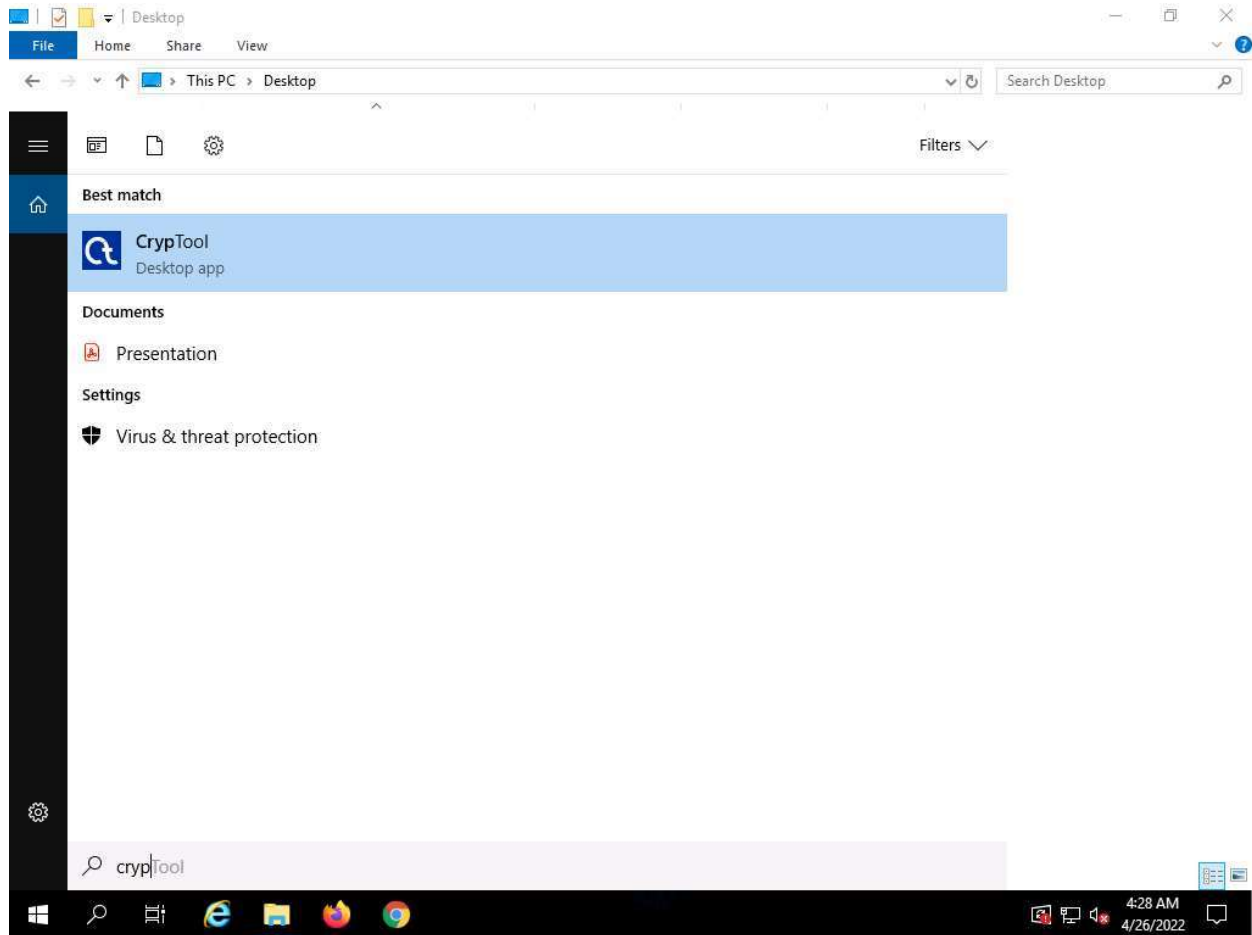 Desktop
File Home Share View
This PC > Desktop
Search Desktop
Filters
Best match
CrypTool
Desktop app
Documents
Presentation
Settings
Virus & threat protection
crypTool
4:28 AM
4/26/2022